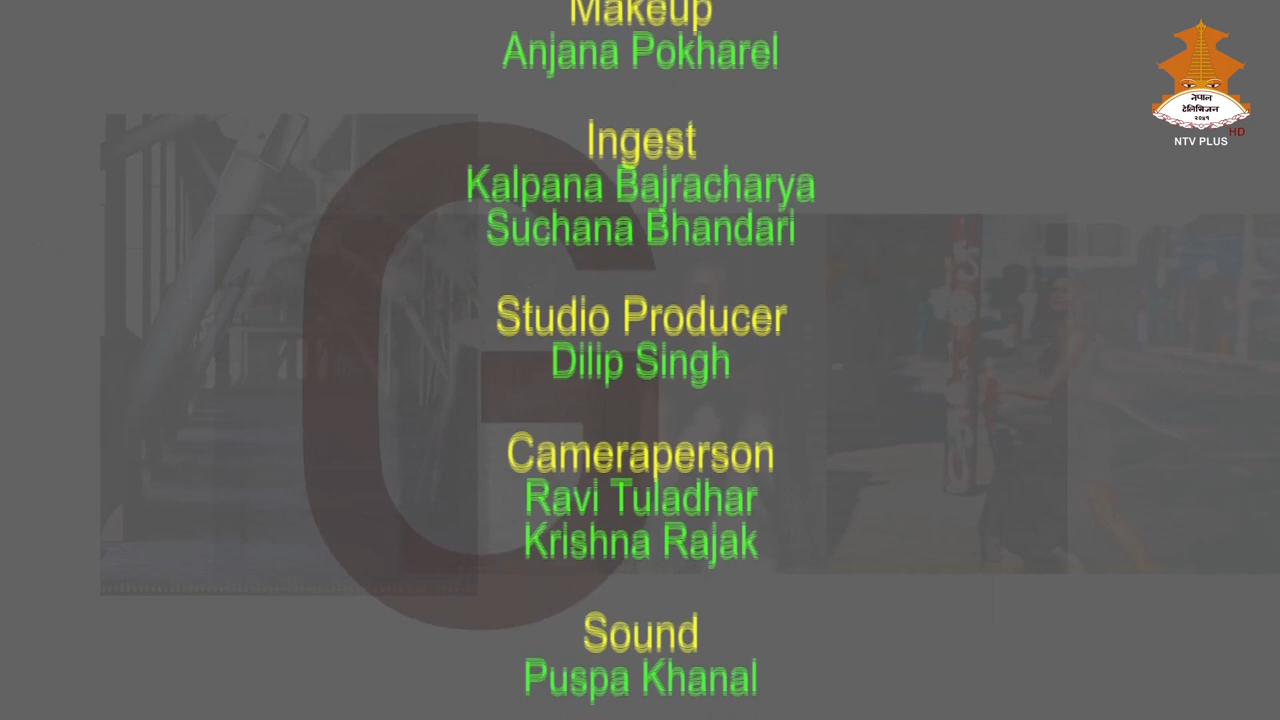 Makeup
Anjana Pokharel
Ingest
Kalpana Bajracharya
Suchana Bhandari
Studio Producer
Dilip Singh
Cameraperson
Ravi Tuladhar
Krishna Rajak
Sound
Puspa Khanal
नेपाल
टेलिभिजन
२०४१
HD
NTV PLUS
G